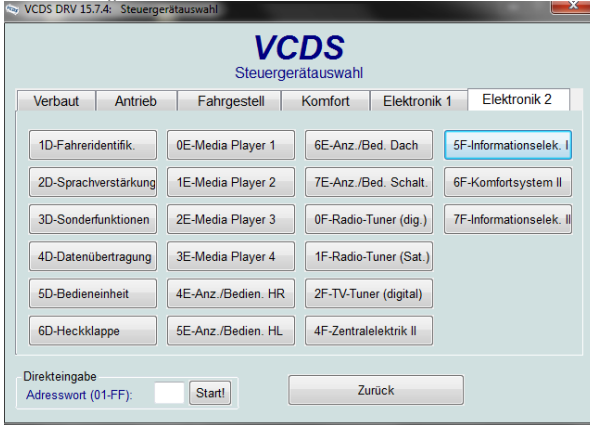 VCDS DRV 15.7.4: Steuergerätauswahl
VCDS
Steuergerätauswahl
Verbaut Antrieb Fahrgestell Komfort Elektronik 1 Elektronik 2
1D-Fahreridentifik. 0E-Media Player 1 6E-Anz./Bed. Dach 5F-Informationselek. I
2D-Sprachverstärkung 1E-Media Player 2 7E-Anz./Bed. Schalt. 6F-Komfortsystem II
3D-Sonderfunktionen 2E-Media Player 3 0F-Radio-Tuner (dig.) 7F-Informationselek. II
4D-Datenübertragung 3E-Media Player 4 1F-Radio-Tuner (Sat.)
5D-Bedieneinheit 4E-Anz./Bedien. HR 2F-TV-Tuner (digital)
6D-Heckklappe 5E-Anz./Bedien. HL 4F-Zentralelektrik II
Direkteingabe
Adresswort (01-FF): Start! Zurück